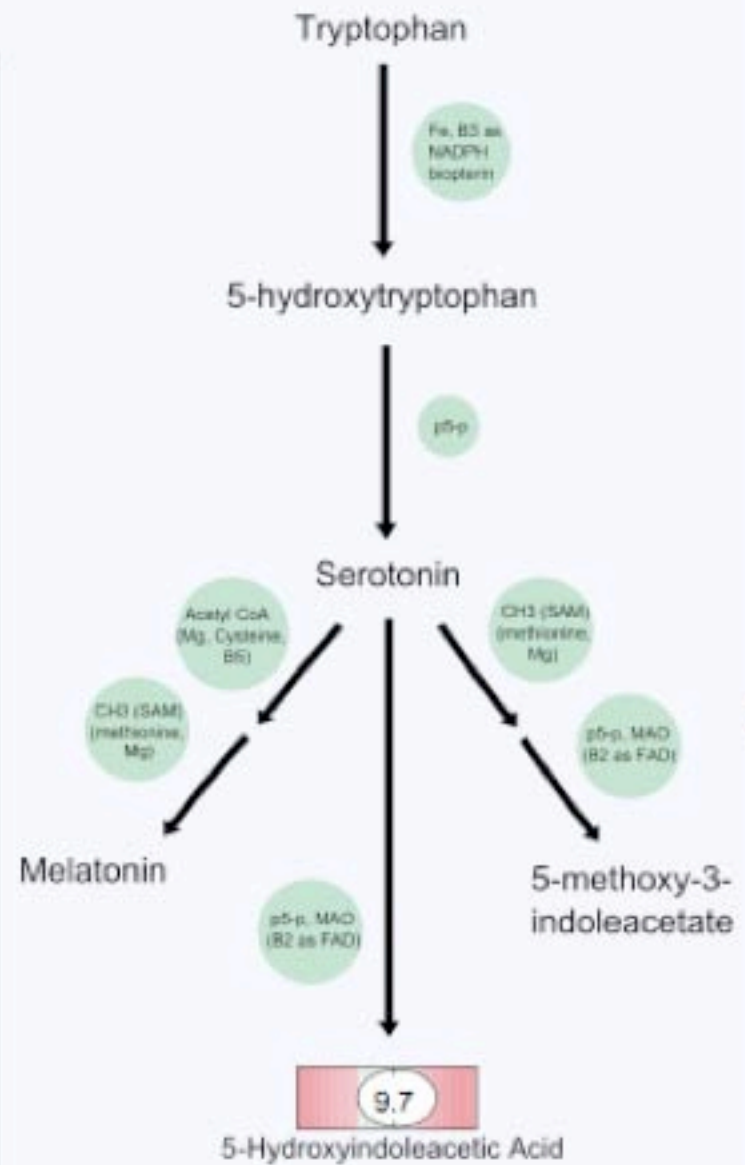 Tryptophan
Fe, B3 as
NADPH
biopterin
5-hydroxytryptophan
p5-p
Serotonin
Acetyl CoA
(Mg, Cysteine,
B5)
CH3 (SAM)
(methionine,
Mg)
CH3 (SAM)
(methionine,
Mg)
p5-p, MAO
(B2 as FAD)
Melatonin
5-methoxy-3-
indoleacetate
p5-p, MAO
(B2 as FAD)
9.7
5-Hydroxyindoleacetic Acid